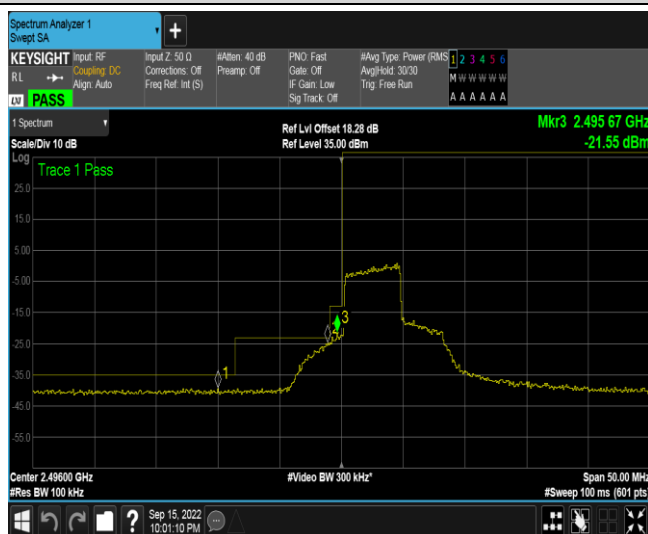 Spectrum Analyzer 1
Swept SA
+
KEYSIGHT
RL
PASS
Input: RF
Coupling: DC
Align: Auto
Input Z: 50 Ω
Corrections: Off
Freq Ref: Int (S)
#Atten: 40 dB
Preamp: Off
PNO: Fast
Gate: Off
IF Gain: Low
Sig Track: Off
#Avg Type: Power (RMS
Avg|Hold: 30/30
Trig: Free Run
1 2 3 4 5 6
M W W W W W
A A A A A A
1 Spectrum
Scale/Div 10 dB
Ref Lvl Offset 18.28 dB
Ref Level 35.00 dBm
Mkr3 2.495 67 GHz
-21.55 dBm
Log
Trace 1 Pass
25.0
15.0
5.00
-5.00
-15.0
-25.0
-35.0
-45.0
-55.0
3
1
Center 2.49600 GHz
#Res BW 100 kHz
#Video BW 300 kHz*
Span 50.00 MHz
#Sweep 100 ms (601 pts)
?
Sep 15, 2022
10:01:10 PM